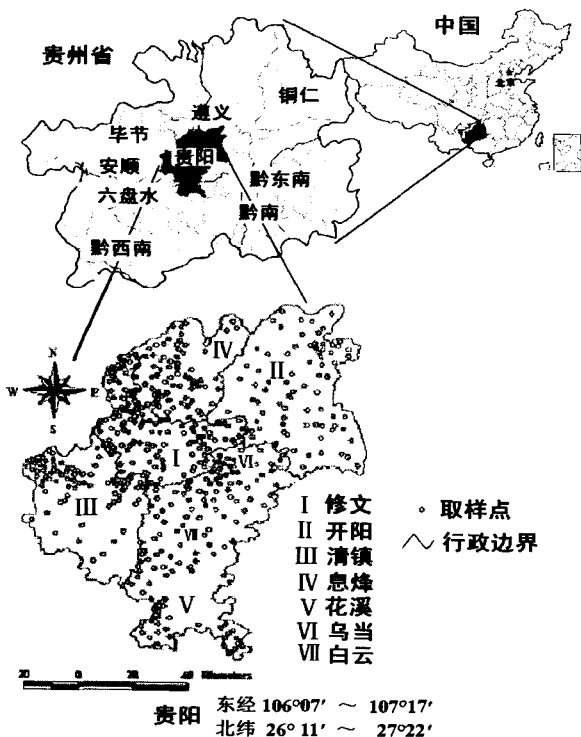 中国
贵州省
北京
铜仁
遵义
毕节
贵阳
安顺
黔东南
六盘水
黔南
黔西南
N
W E
S
Ⅳ
Ⅱ
Ⅰ
Ⅵ
Ⅲ
Ⅶ
Ⅴ
Ⅰ 修文
Ⅱ 开阳
Ⅲ 清镇
Ⅳ 息烽
Ⅴ 花溪
Ⅵ 乌当
Ⅶ 白云
取样点
行政边界
20 0 20 40 Kilometers
贵阳 东经 106°07′ ~ 107°17′
北纬 26°11′ ~ 27°22′